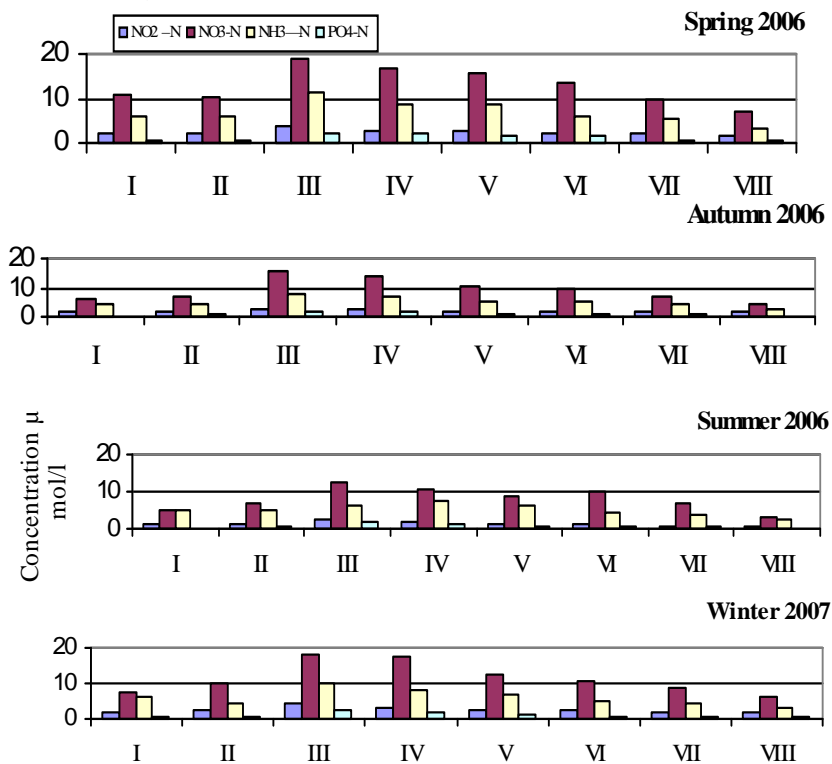 Spring 2006
NO2 –N NO3-N NH3—N PO4-N
20
10
0
I II III IV V VI VII VIII
Autumn 2006
20
10
0
I II III IV V VI VII VIII
Summer 2006
Concentration µ
mol/l
20
10
0
I II III IV V VI VII VIII
Winter 2007
20
10
0
I II III IV V VI VII VIII